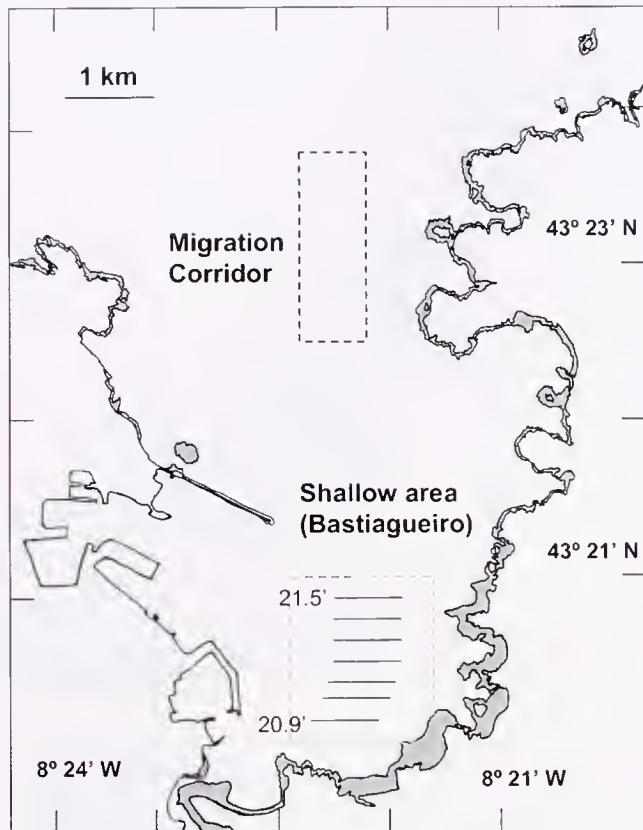 1 km
Migration
Corridor
43º 23' N
Shallow area
(Bastiagueiro)
43º 21' N
21.5'
20.9'
8º 24' W
8º 21' W